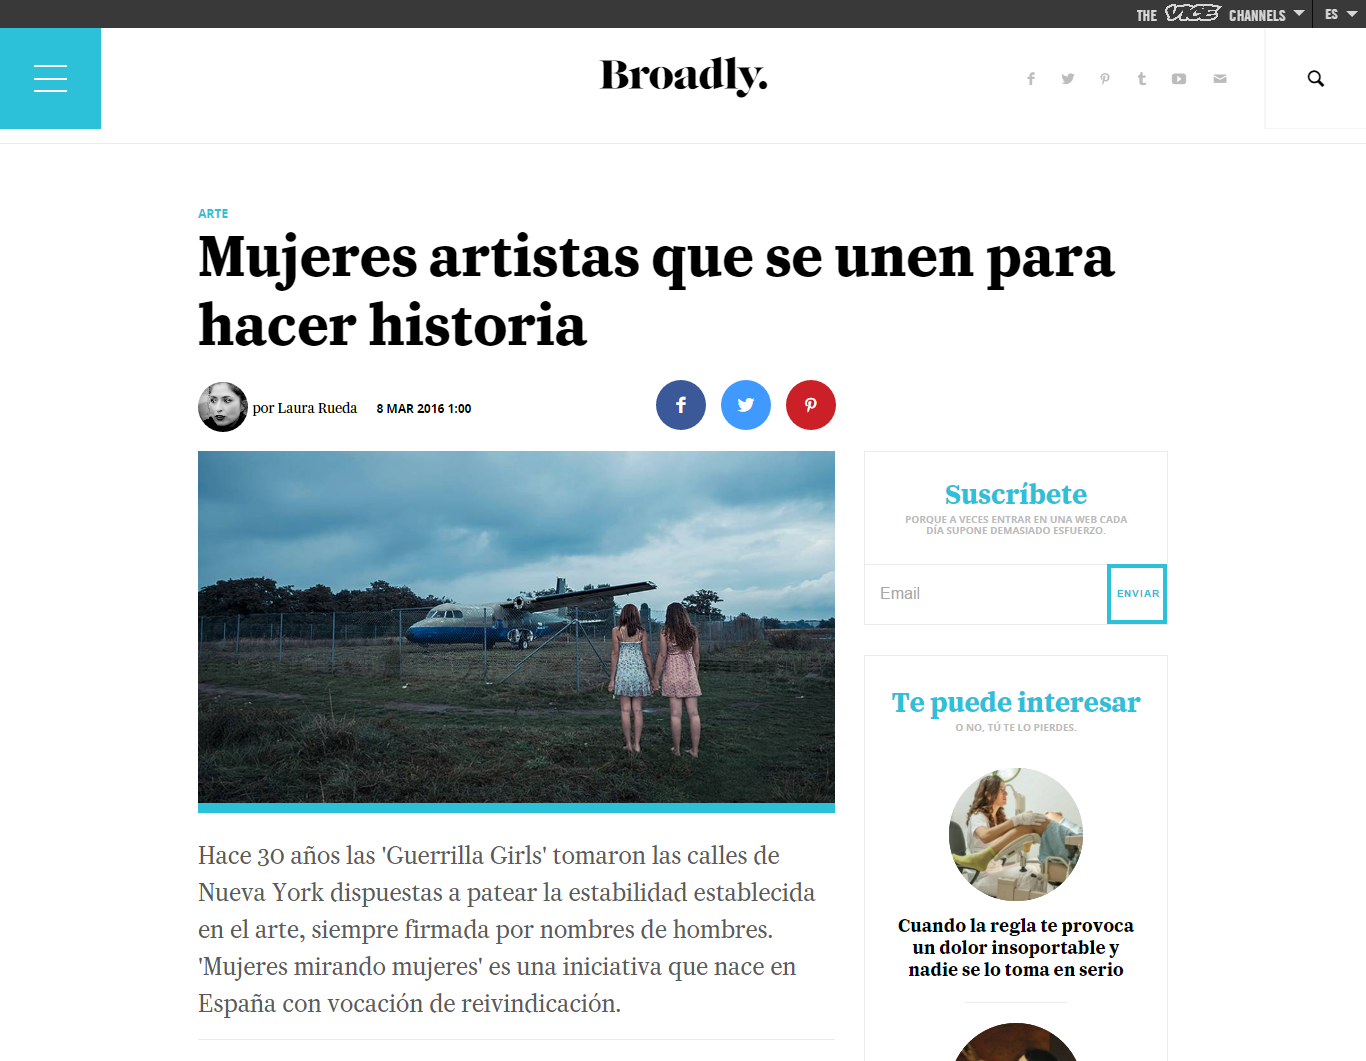 THE VICE CHANNELS ES
Broadly.
ARTE
Mujeres artistas que se unen para
hacer historia
por Laura Rueda 8 MAR 2016 1:00
Suscríbete
PORQUE A VECES ENTRAR EN UNA WEB CADA
DÍA SUPONE DEMASIADO ESFUERZO.
Email ENVIAR
Te puede interesar
O NO, TÚ TE LO PIERDES.
Cuando la regla te provoca
un dolor insoportable y
nadie se lo toma en serio
Hace 30 años las 'Guerrilla Girls' tomaron las calles de
Nueva York dispuestas a patear la estabilidad establecida
en el arte, siempre firmada por nombres de hombres.
'Mujeres mirando mujeres' es una iniciativa que nace en
España con vocación de reivindicación.